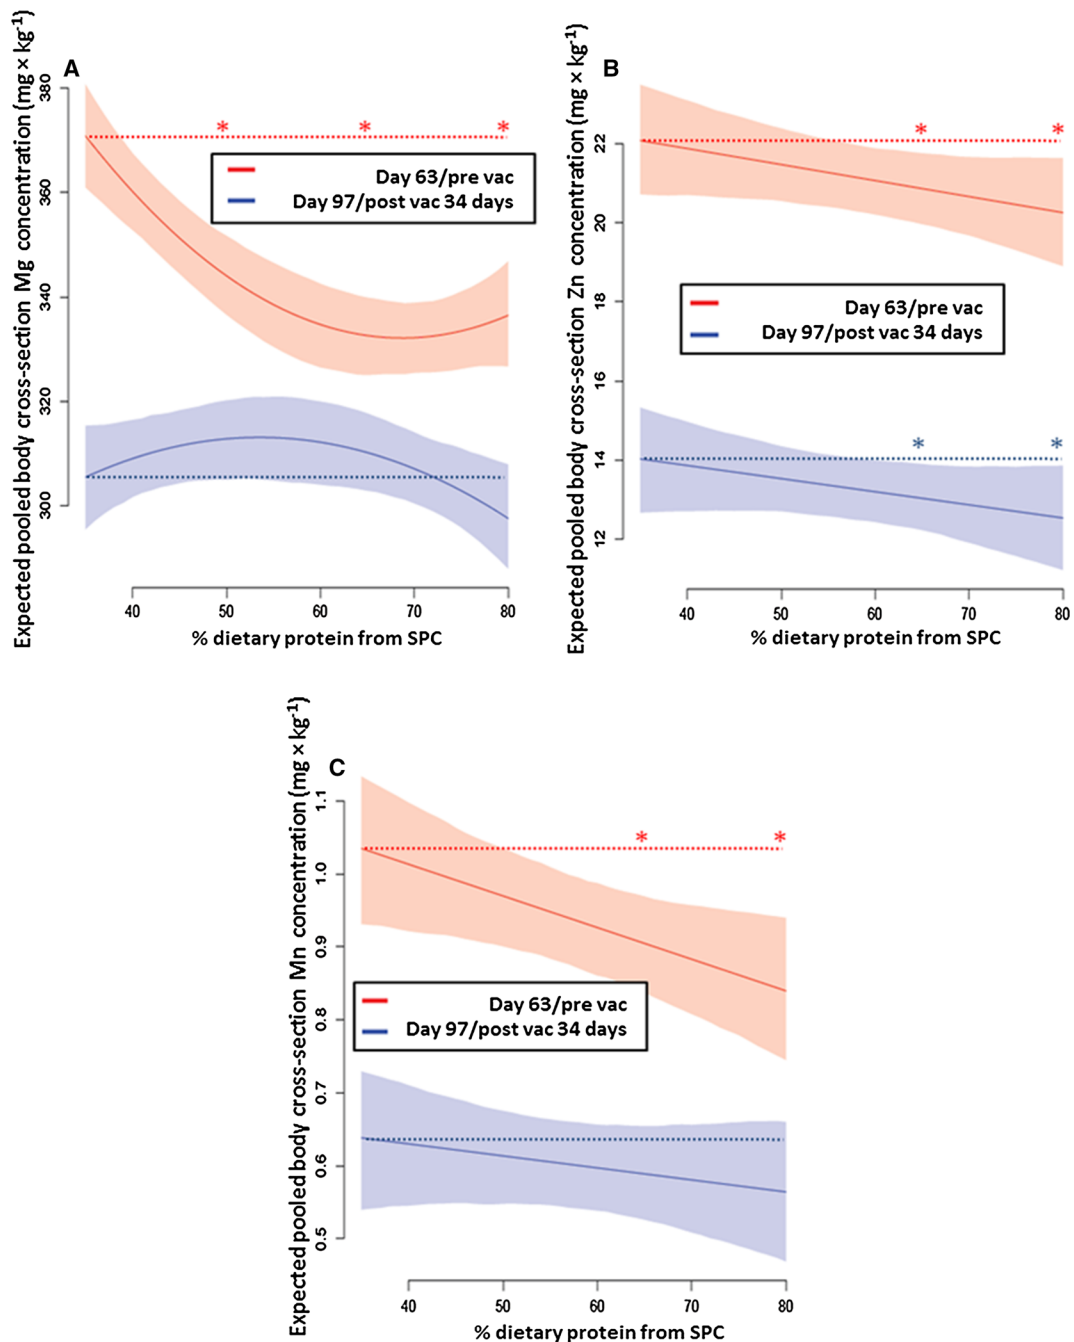 A
Expected pooled body cross-section Mg concentration (mg × kg⁻¹)
380
360
340
320
300
* * *
Day 63/pre vac
Day 97/post vac 34 days
40 50 60 70 80
% dietary protein from SPC
B
Expected pooled body cross-section Zn concentration (mg × kg⁻¹)
22
20
18
16
14
12
* *
Day 63/pre vac
Day 97/post vac 34 days
* *
40 50 60 70 80
% dietary protein from SPC
C
Expected pooled body cross-section Mn concentration (mg × kg⁻¹)
1.1
1.0
0.9
0.8
0.7
0.6
0.5
* *
Day 63/pre vac
Day 97/post vac 34 days
40 50 60 70 80
% dietary protein from SPC